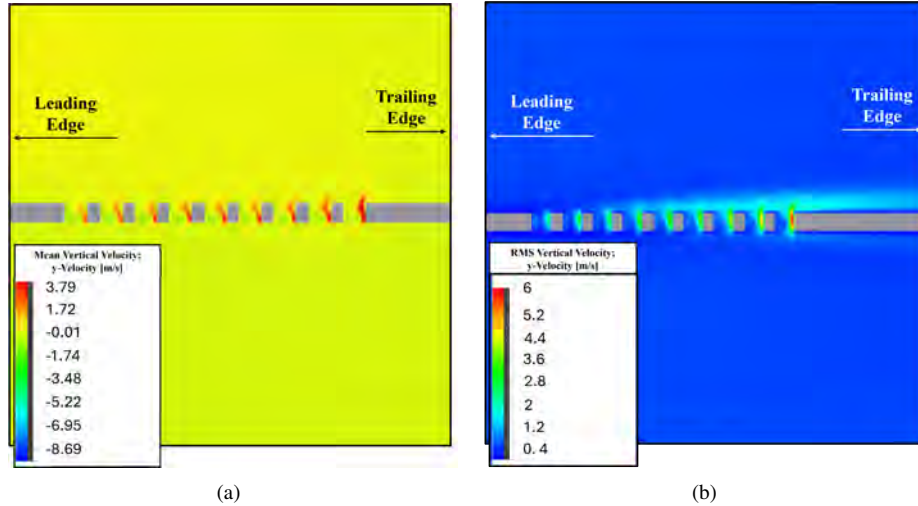 Leading
Edge
Trailing
Edge
Mean Vertical Velocity:
y-Velocity [m/s]
3.79
1.72
-0.01
-1.74
-3.48
-5.22
-6.95
-8.69
(a)
Leading
Edge
Trailing
Edge
RMS Vertical Velocity:
y-Velocity [m/s]
6
5.2
4.4
3.6
2.8
2
1.2
0.4
(b)